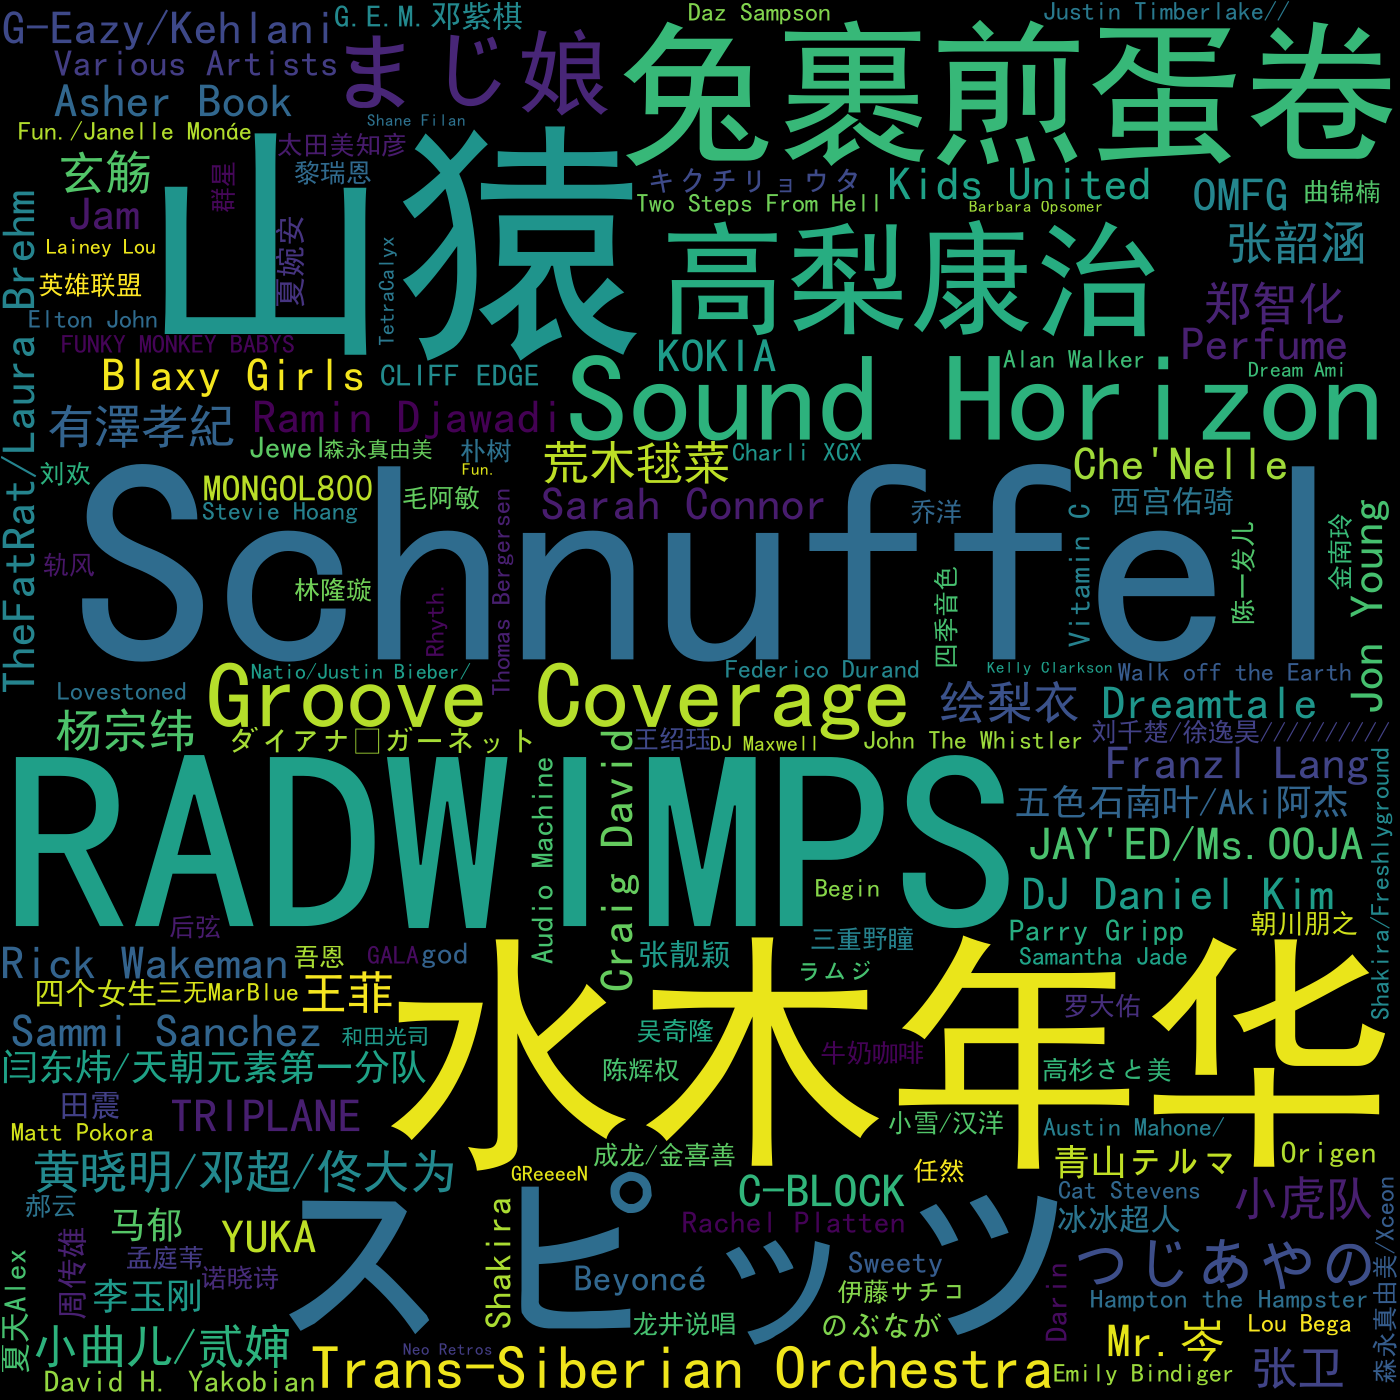 G-Eazy/Kehlani
G.E.M.邓紫棋
Daz Sampson
Justin Timberlake//
Various Artists
まじ娘
兔裹煎蛋卷
Asher Book
Shane Filan
Fun./Janelle Monáe
太田美知彦
玄觞
群星
黎瑞恩
山猿
キクチリョウタ
Kids United
OMFG
曲锦楠
Jam
Two Steps From Hell
Barbara Opsomer
Lainey Lou
夏婉安
TetraCalyx
高梨康治
张韶涵
英雄联盟
郑智化
Elton John
FUNKY MONKEY BABYS
KOKIA
Alan Walker
Perfume
Dream Ami
TheFatRat/Laura Brehm
Blaxy Girls
CLIFF EDGE
Sound Horizon
有澤孝紀
Ramin Djawadi
Jewel
森永真由美
朴树
荒木毬菜
Charli XCX
Che'Nelle
刘欢
Fun.
MONGOL800
毛阿敏
Sarah Connor
乔洋
西宫佑骑
Stevie Hoang
Schnuffel
Vitamin C
陈一发儿
金南玲
Jon Young
轨风
林隆璇
Rhyth.
Thomas Bergersen
四季音色
Natio/Justin Bieber/
Federico Durand
Kelly Clarkson
Walk off the Earth
Lovestoned
Groove Coverage
绘梨衣
Dreamtale
杨宗纬
ダイアナ□ガーネット
王绍珏
DJ Maxwell
John The Whistler
刘千楚/徐逸昊//////////
Franzl Lang
RADWIMPS
Audio Machine
Craig David
五色石南叶/Aki阿杰
Shakira/Freshlyground
JAY'ED/Ms.OOJA
Begin
DJ Daniel Kim
后弦
三重野瞳
Parry Gripp
朝川朋之
Rick Wakeman
吾恩
GALA
god
张靓颖
ラムジ
Samantha Jade
四个女生
三无MarBlue
王菲
水木年华
罗大佑
Sammi Sanchez
和田光司
吴奇隆
牛奶咖啡
闫东炜/天朝元素第一分队
陈辉权
高杉さと美
田震
TRIPLANE
小雪/汉洋
Austin Mahone/
Matt Pokora
成龙/金喜善
青山テルマ
Origen
黄晓明/邓超/佟大为
GReeeeN
C-BLOCK
任然
Cat Stevens
小虎队
郝云
马郁
YUKA
Shakira
スピッツ
Rachel Platten
冰冰超人
周传雄
孟庭苇
诺晓诗
Beyoncé
Sweety
つじあやの
夏天Alex
李玉刚
伊藤サチコ
Darin
Hampton the Hampster
森永真由美/Xceon
小曲儿/贰婶
龙井说唱
のぶなが
Mr.岑
Lou Bega
Neo Retros
David H. Yakobian
Trans-Siberian Orchestra
Emily Bindiger
张卫